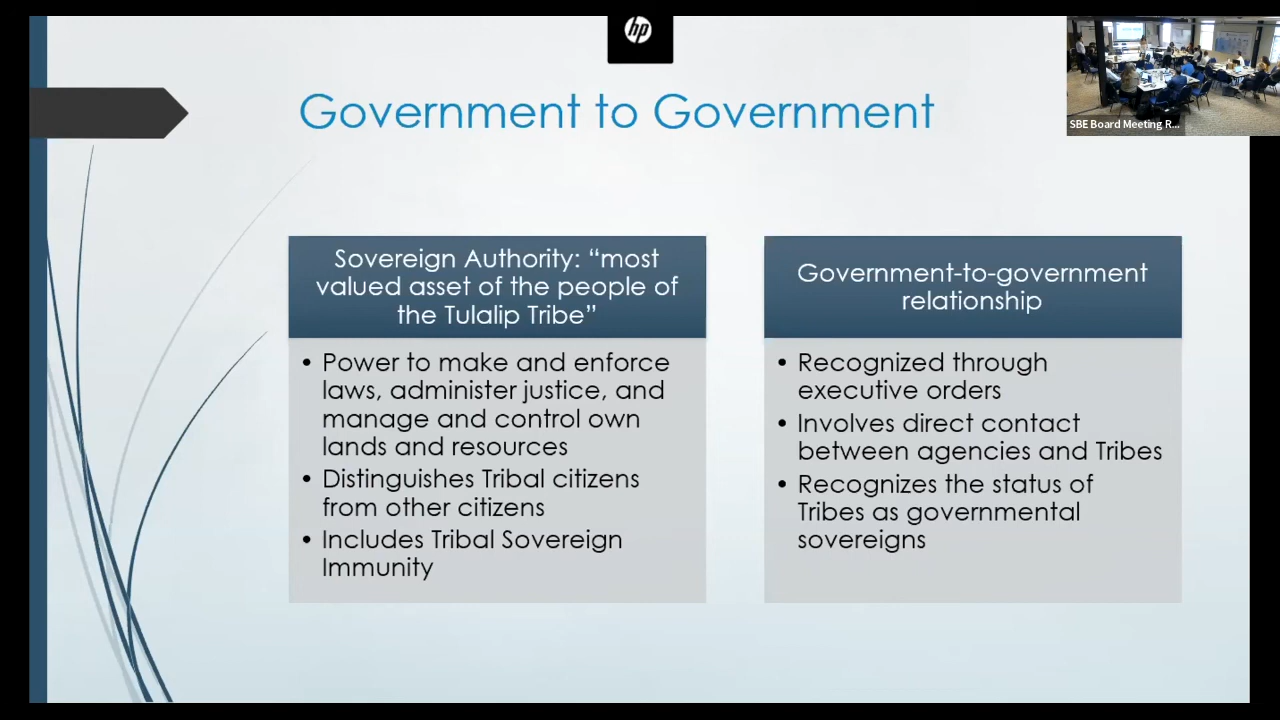 hp
Government to Government
SBE Board Meeting R...
Sovereign Authority: “most
valued asset of the people of
the Tulalip Tribe”
• Power to make and enforce
laws, administer justice, and
manage and control own
lands and resources
• Distinguishes Tribal citizens
from other citizens
• Includes Tribal Sovereign
Immunity
Government-to-government
relationship
• Recognized through
executive orders
• Involves direct contact
between agencies and Tribes
• Recognizes the status of
Tribes as governmental
sovereigns